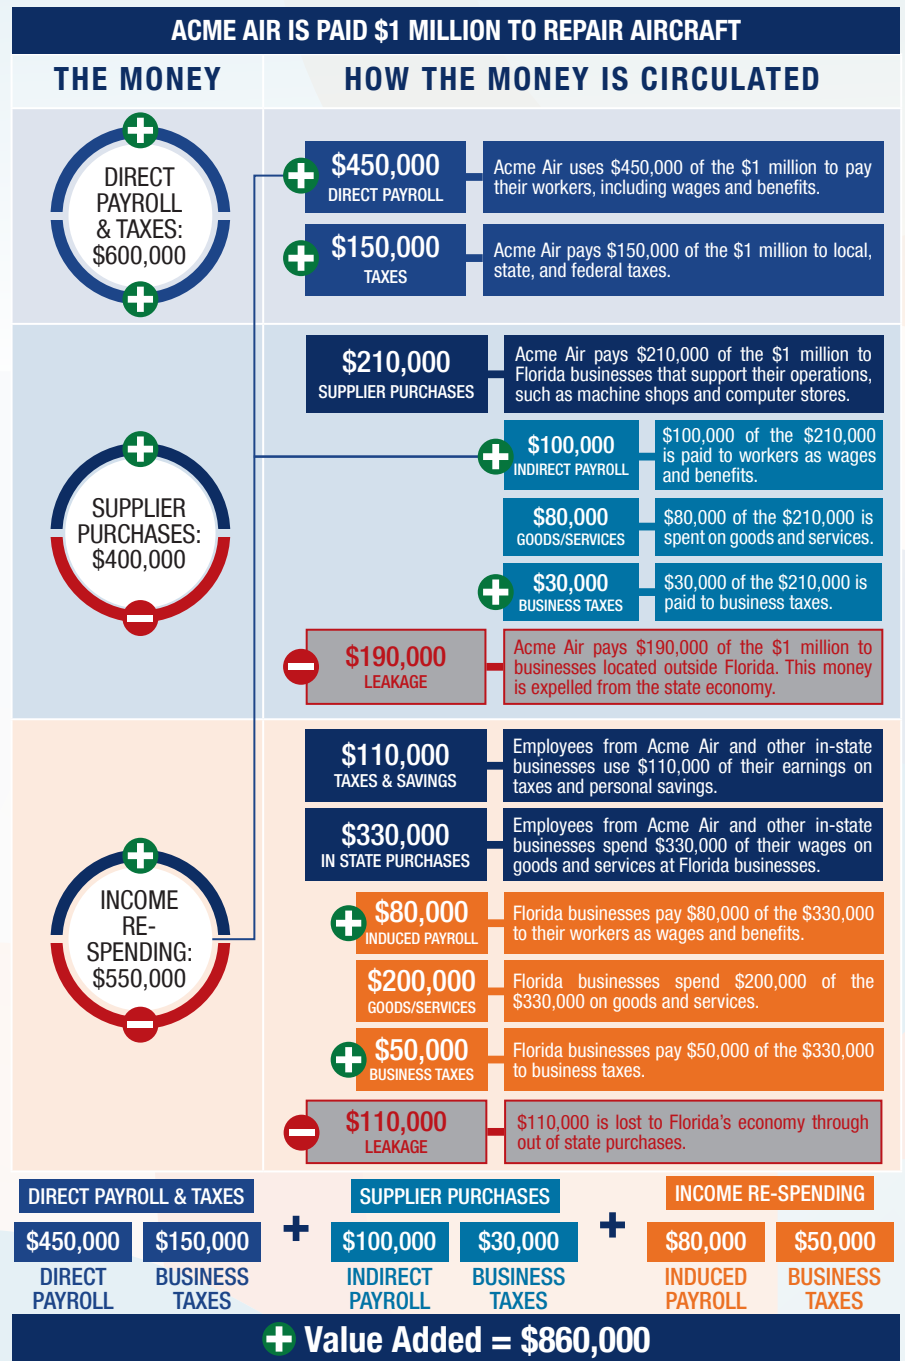 ACME AIR IS PAID $1 MILLION TO REPAIR AIRCRAFT
THE MONEY
HOW THE MONEY IS CIRCULATED
DIRECT
PAYROLL
& TAXES:
$600,000
$450,000
DIRECT PAYROLL
Acme Air uses $450,000 of the $1 million to pay
their workers, including wages and benefits.
$150,000
TAXES
Acme Air pays $150,000 of the $1 million to local,
state, and federal taxes.
SUPPLIER
PURCHASES:
$400,000
$210,000
SUPPLIER PURCHASES
Acme Air pays $210,000 of the $1 million to
Florida businesses that support their operations,
such as machine shops and computer stores.
$100,000
INDIRECT PAYROLL
$100,000 of the $210,000
is paid to workers as wages
and benefits.
$80,000
GOODS/SERVICES
$80,000 of the $210,000 is
spent on goods and services.
$30,000
BUSINESS TAXES
$30,000 of the $210,000 is
paid to business taxes.
$190,000
LEAKAGE
Acme Air pays $190,000 of the $1 million to
businesses located outside Florida. This money
is expelled from the state economy.
INCOME
RE-
SPENDING:
$550,000
$110,000
TAXES & SAVINGS
Employees from Acme Air and other in-state
businesses use $110,000 of their earnings on
taxes and personal savings.
$330,000
IN STATE PURCHASES
Employees from Acme Air and other in-state
businesses spend $330,000 of their wages on
goods and services at Florida businesses.
$80,000
INDUCED PAYROLL
Florida businesses pay $80,000 of the $330,000
to their workers as wages and benefits.
$200,000
GOODS/SERVICES
Florida businesses spend $200,000 of the
$330,000 on goods and services.
$50,000
BUSINESS TAXES
Florida businesses pay $50,000 of the $330,000
to business taxes.
$110,000
LEAKAGE
$110,000 is lost to Florida's economy through
out of state purchases.
DIRECT PAYROLL & TAXES
$450,000
DIRECT
PAYROLL
$150,000
BUSINESS
TAXES
+
SUPPLIER PURCHASES
$100,000
INDIRECT
PAYROLL
$30,000
BUSINESS
TAXES
+
INCOME RE-SPENDING
$80,000
INDUCED
PAYROLL
$50,000
BUSINESS
TAXES
+ Value Added = $860,000